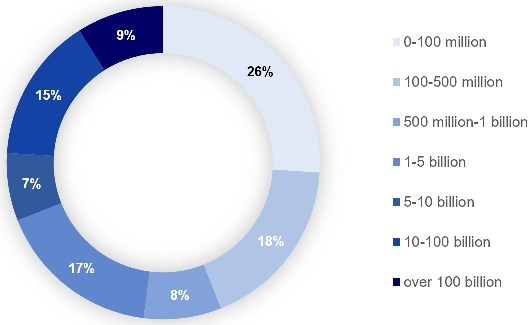 26%
18%
8%
17%
7%
15%
9%
0-100 million
100-500 million
500 million-1 billion
1-5 billion
5-10 billion
10-100 billion
over 100 billion